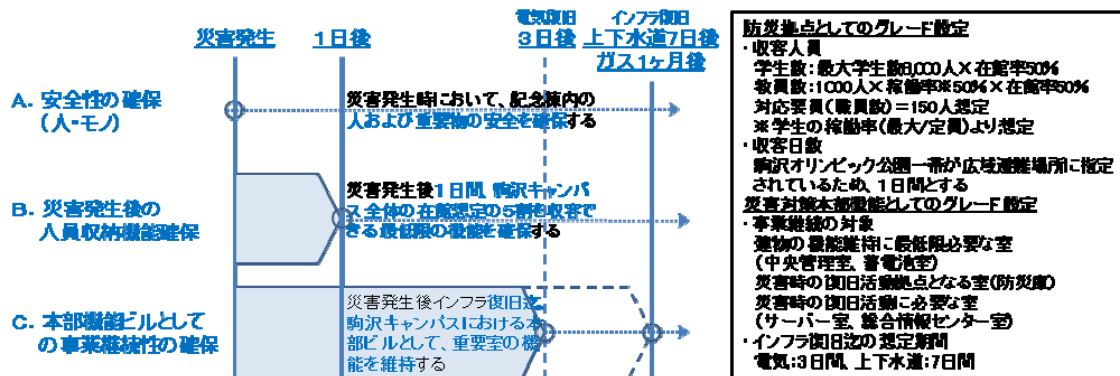 災害発生
1日後
電気復旧
3日後
インフラ復旧
上下水道7日後
ガス1ヶ月後
A. 安全性の確保
(人・モノ)
災害発生時において、記念棟内の
人および重要物の安全を確保する
B. 災害発生後の
人員収納機能確保
災害発生後1日間、駒沢キャンパ
ス全体の在館想定の5割を収客で
きる最低限の機能を確保する
C. 本部機能ビルとして
の事業継続性の確保
災害発生後インフラ復旧迄、
駒沢キャンパスにおける本
部ビルとして、重要室の機
能を維持する
防災拠点としてのグレード設定
・収客人員
学生数:最大学生数8,000人×在館率50%
教員数:1000人×稼働率※50%×在館率50%
対応要員(職員数)=150人想定
※学生の稼働率(最大/定員)より想定
・収客日数
駒沢オリンピック公園一帯が広域避難場所に指定
されているため、1日間とする
災害対策本部機能としてのグレード設定
・事業継続の対象
建物の機能維持に最低限必要な室
(中央管理室、蓄電池室)
災害時の復旧活動拠点となる室(防災庫)
災害時の復旧活動に必要な室
(サーバー室、総合情報センター室)
・インフラ復旧迄の想定期間
電気:3日間、上下水道:7日間